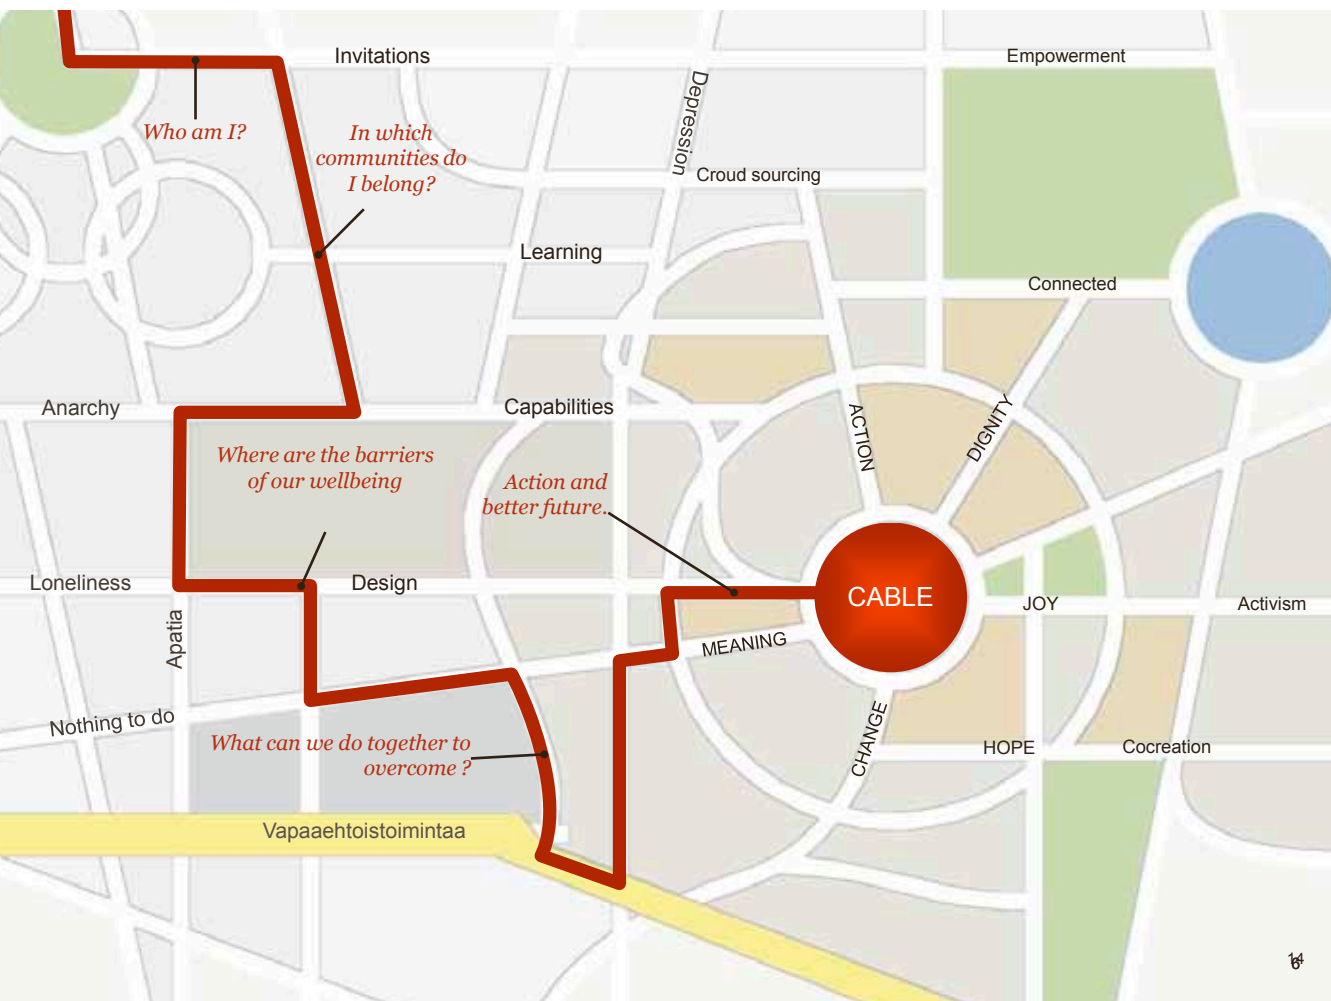 Invitations
Empowerment
Depression
Who am I?
In which
communities do
I belong?
Croud sourcing
Learning
Connected
Anarchy
Capabilities
ACTION
DIGNITY
Where are the barriers
of our wellbeing
Action and
better future.
Loneliness
Design
CABLE
JOY
Activism
Apatia
MEANING
Nothing to do
What can we do together to
overcome ?
CHANGE
HOPE
Cocreation
Vapaaehtoistoimintaa